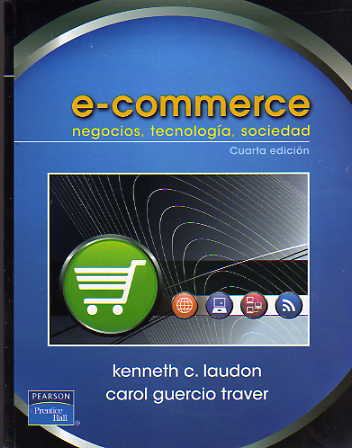 e-commerce
negocios, tecnología, sociedad
Cuarta edición
kenneth c. laudon
carol guercio traver
PEARSON
Prentice
Hall
®